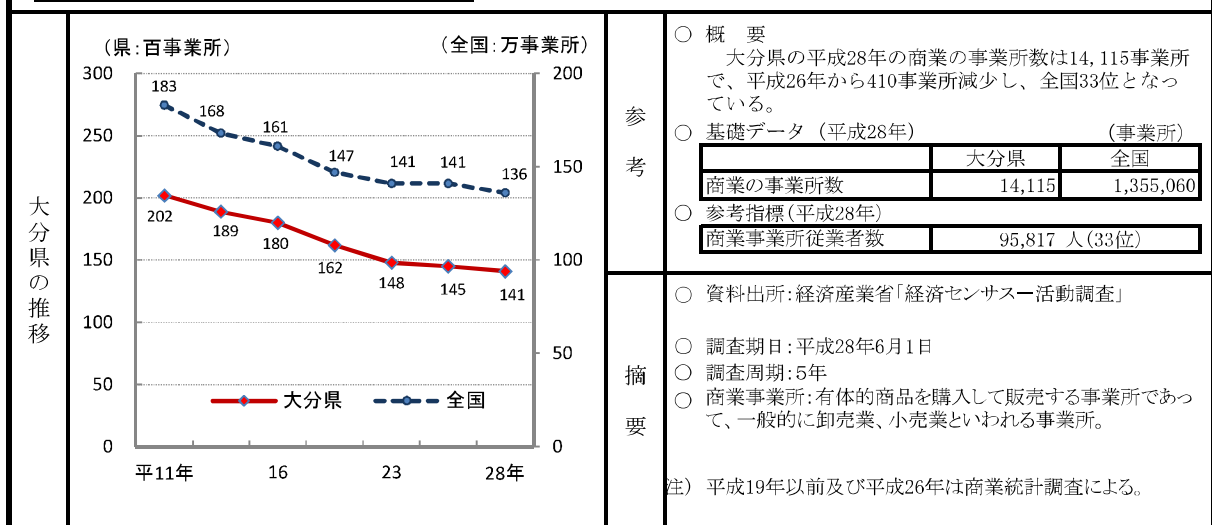 大分県の推移
（県：百事業所）
（全国：万事業所）
300
250
200
150
100
50
0
200
150
100
50
0
183
168
161
147
141
141
136
202
189
180
162
148
145
141
大分県
全国
平11年
16
23
28年
参考
○ 概　要
大分県の平成28年の商業の事業所数は14,115事業所
で、平成26年から410事業所減少し、全国33位となっ
ている。
○ 基礎データ（平成28年）　（事業所）
大分県　全国
商業の事業所数　14,115　1,355,060
○ 参考指標（平成28年）
商業事業所従業者数　95,817 人（33位）
摘要
○ 資料出所：経済産業省「経済センサスー活動調査」
○ 調査期日：平成28年6月1日
○ 調査周期：5年
○ 商業事業所：有体的商品を購入して販売する事業所であっ
て、一般的に卸売業、小売業といわれる事業所。
注） 平成19年以前及び平成26年は商業統計調査による。